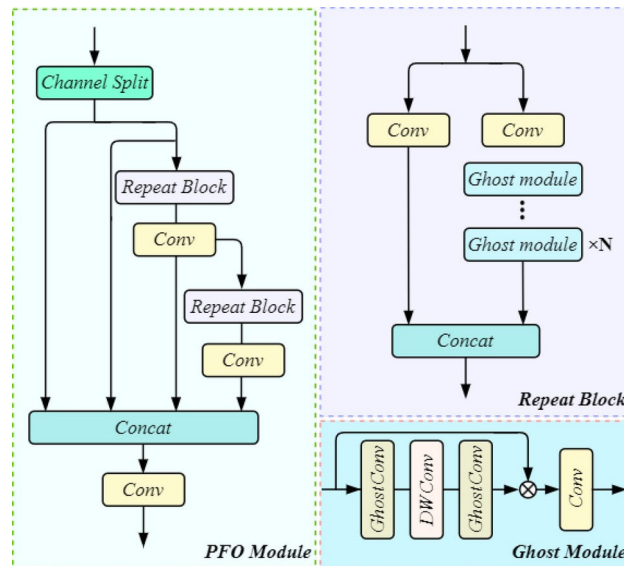 Channel Split
Repeat Block
Conv
Repeat Block
Conv
Concat
Conv
PFO Module
Conv
Conv
Ghost module
Ghost module ×N
Concat
Repeat Block
GhostConv
DWConv
GhostConv
Conv
Ghost Module